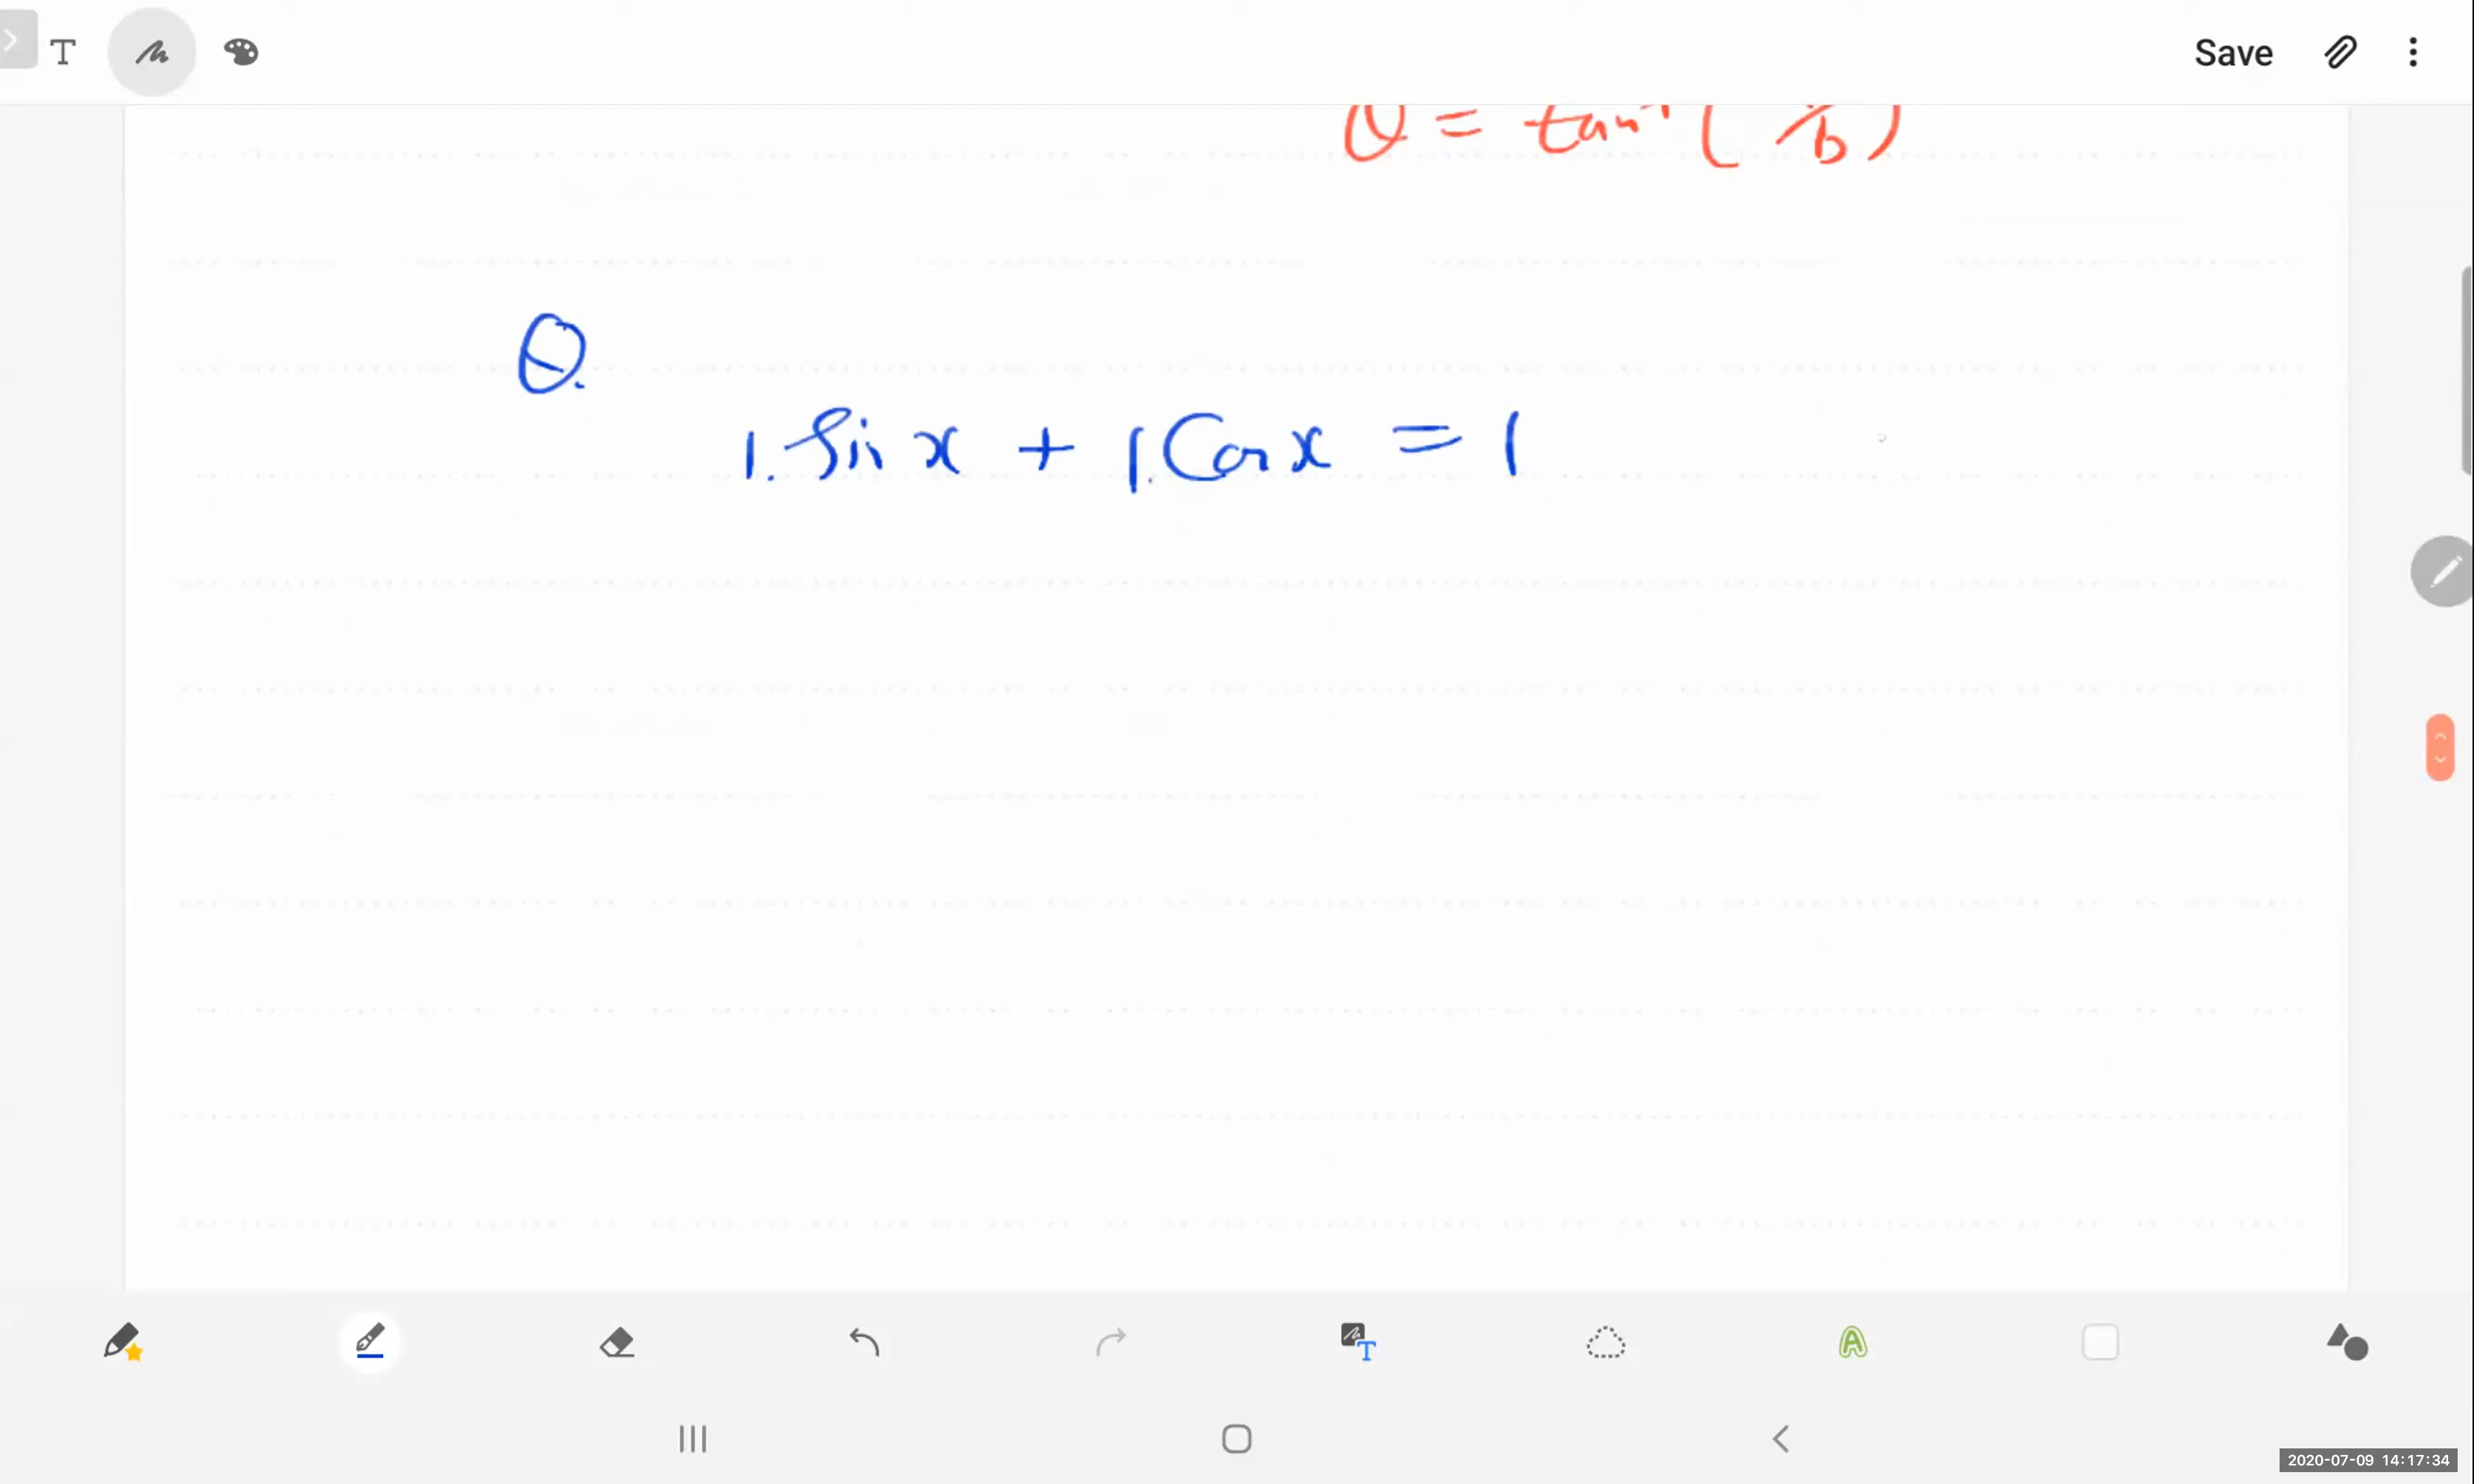 T
Save
θ = tan⁻¹ ( /b )
Q.
1. Sin x + 1. Cos x = 1
T
A
2020-07-09 14:17:34